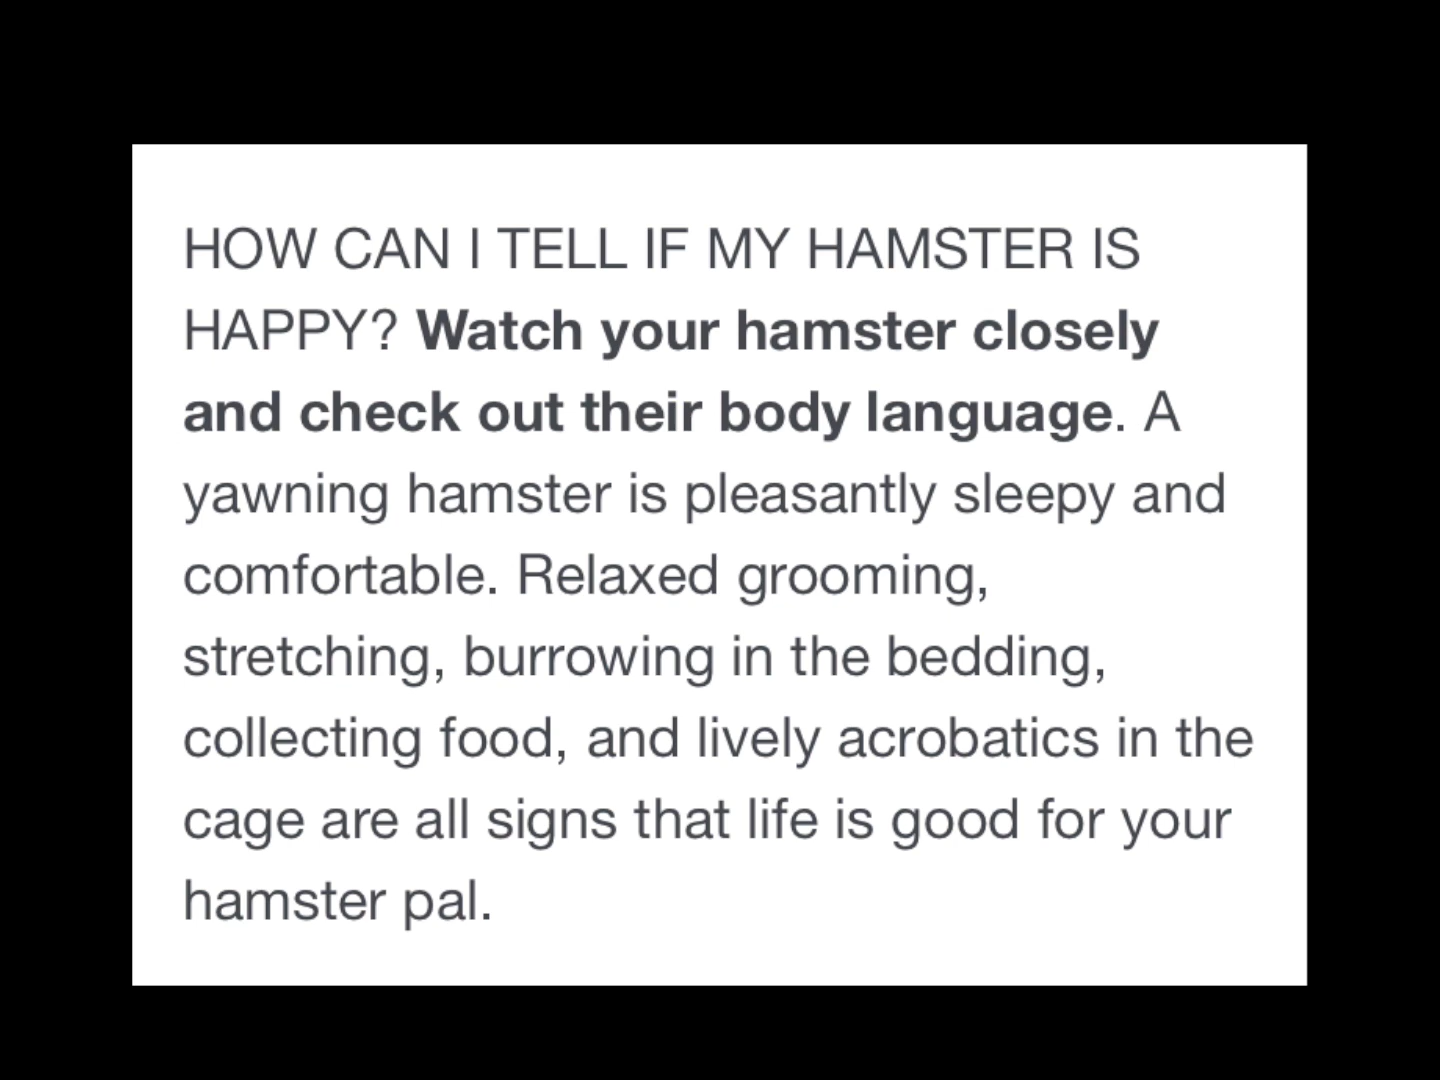 HOW CAN I TELL IF MY HAMSTER IS
HAPPY? Watch your hamster closely
and check out their body language. A
yawning hamster is pleasantly sleepy and
comfortable. Relaxed grooming,
stretching, burrowing in the bedding,
collecting food, and lively acrobatics in the
cage are all signs that life is good for your
hamster pal.